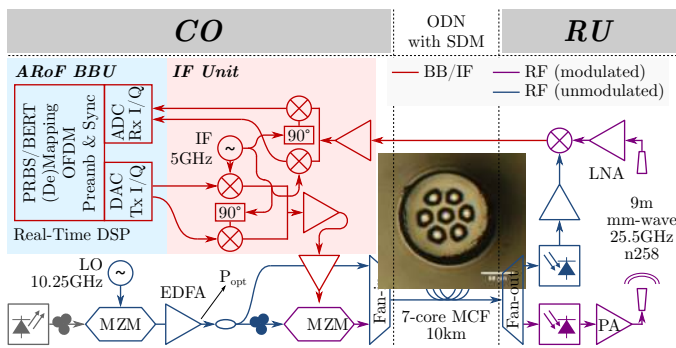 CO
ODN
with SDM
RU
ARoF BBU
IF Unit
BB/IF
RF (modulated)
RF (unmodulated)
PRBS/BERT
(De)Mapping
OFDM
Preamb & Sync
ADC
Rx I/Q
DAC
Tx I/Q
Real-Time DSP
IF
5GHz
~
90°
90°
LNA
9m
mm-wave
25.5GHz
n258
LO
10.25GHz
~
EDFA
Popt
MZM
MZM
Fan-
7-core MCF
10km
Fan-out
PA